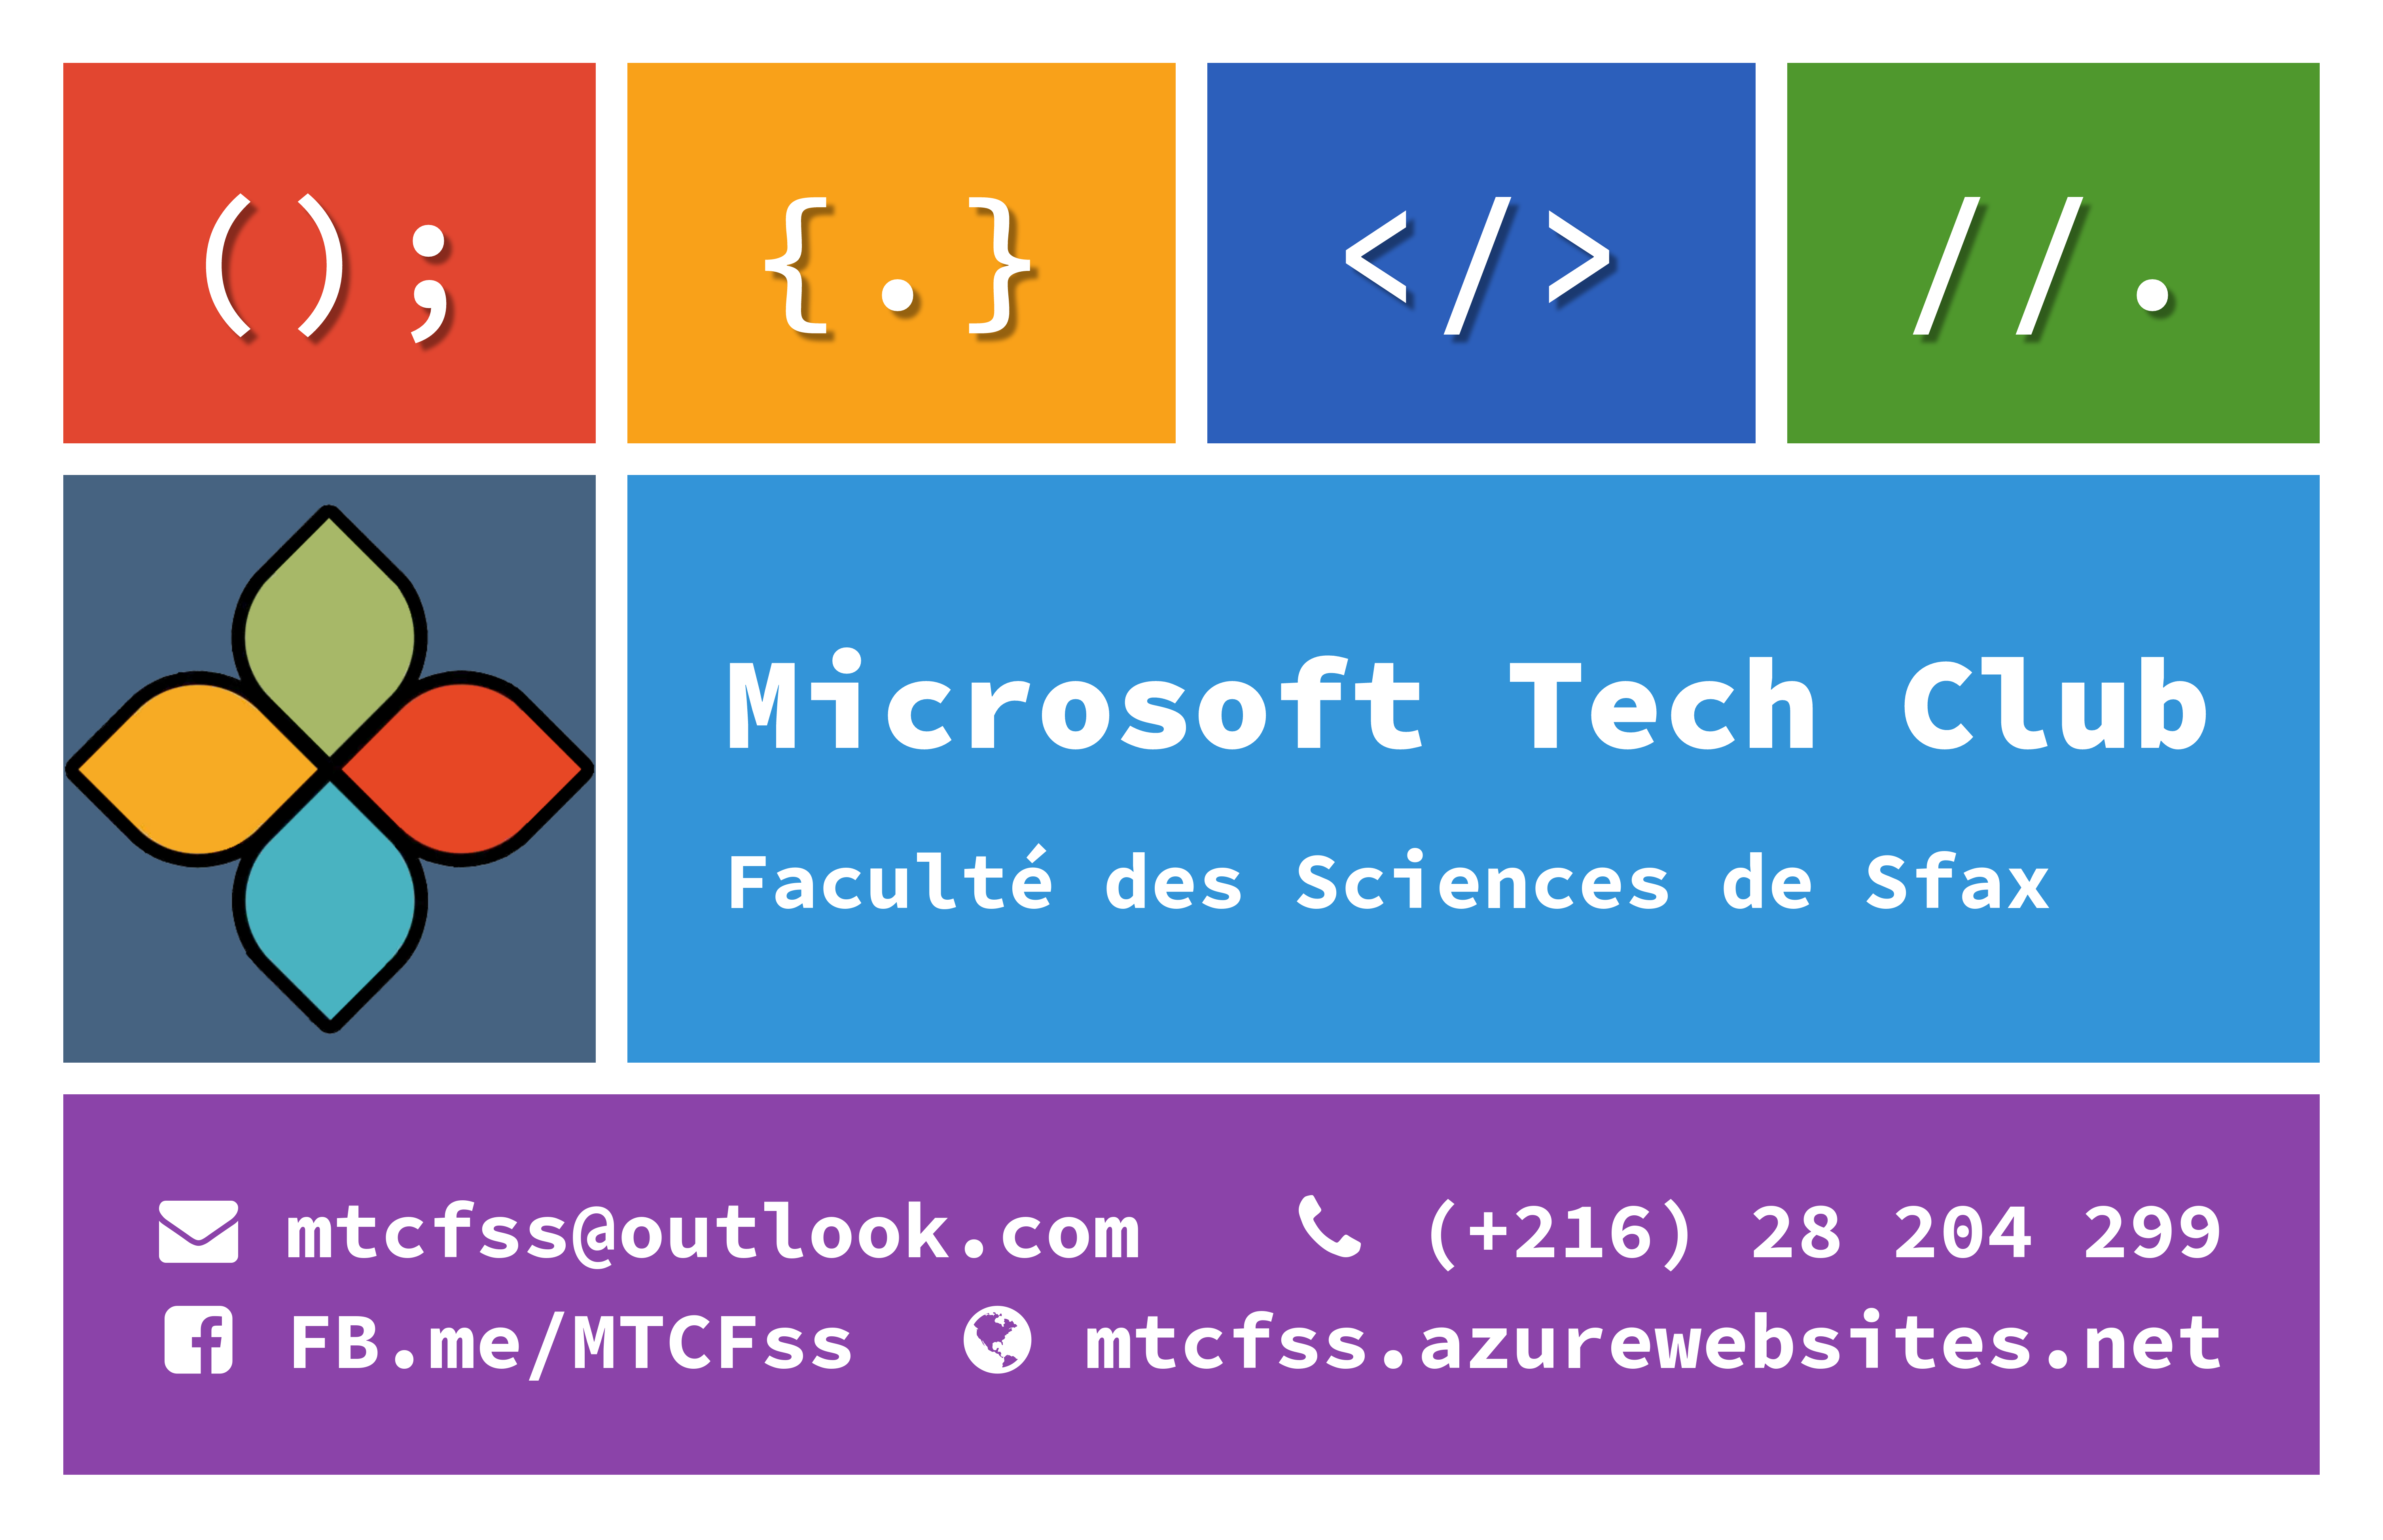 (); {.} </> //.
Microsoft Tech Club
Faculté des Sciences de Sfax
mtcfss@outlook.com (+216) 28 204 299
FB.me/MTCFss mtcfss.azurewebsites.net